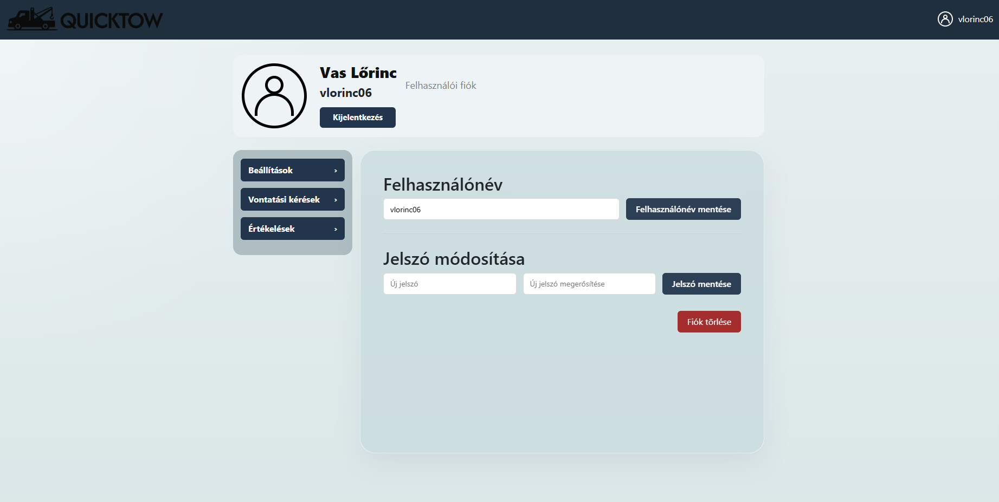 QUICKTOW
vlorinc06
Vas Lőrinc
vlorinc06
Felhasználói fiók
Kijelentkezés
Beállítások ›
Vontatási kérések ›
Értékelések ›
Felhasználónév
vlorinc06 Felhasználónév mentése
Jelszó módosítása
Új jelszó Új jelszó megerősítése Jelszó mentése
Fiók törlése